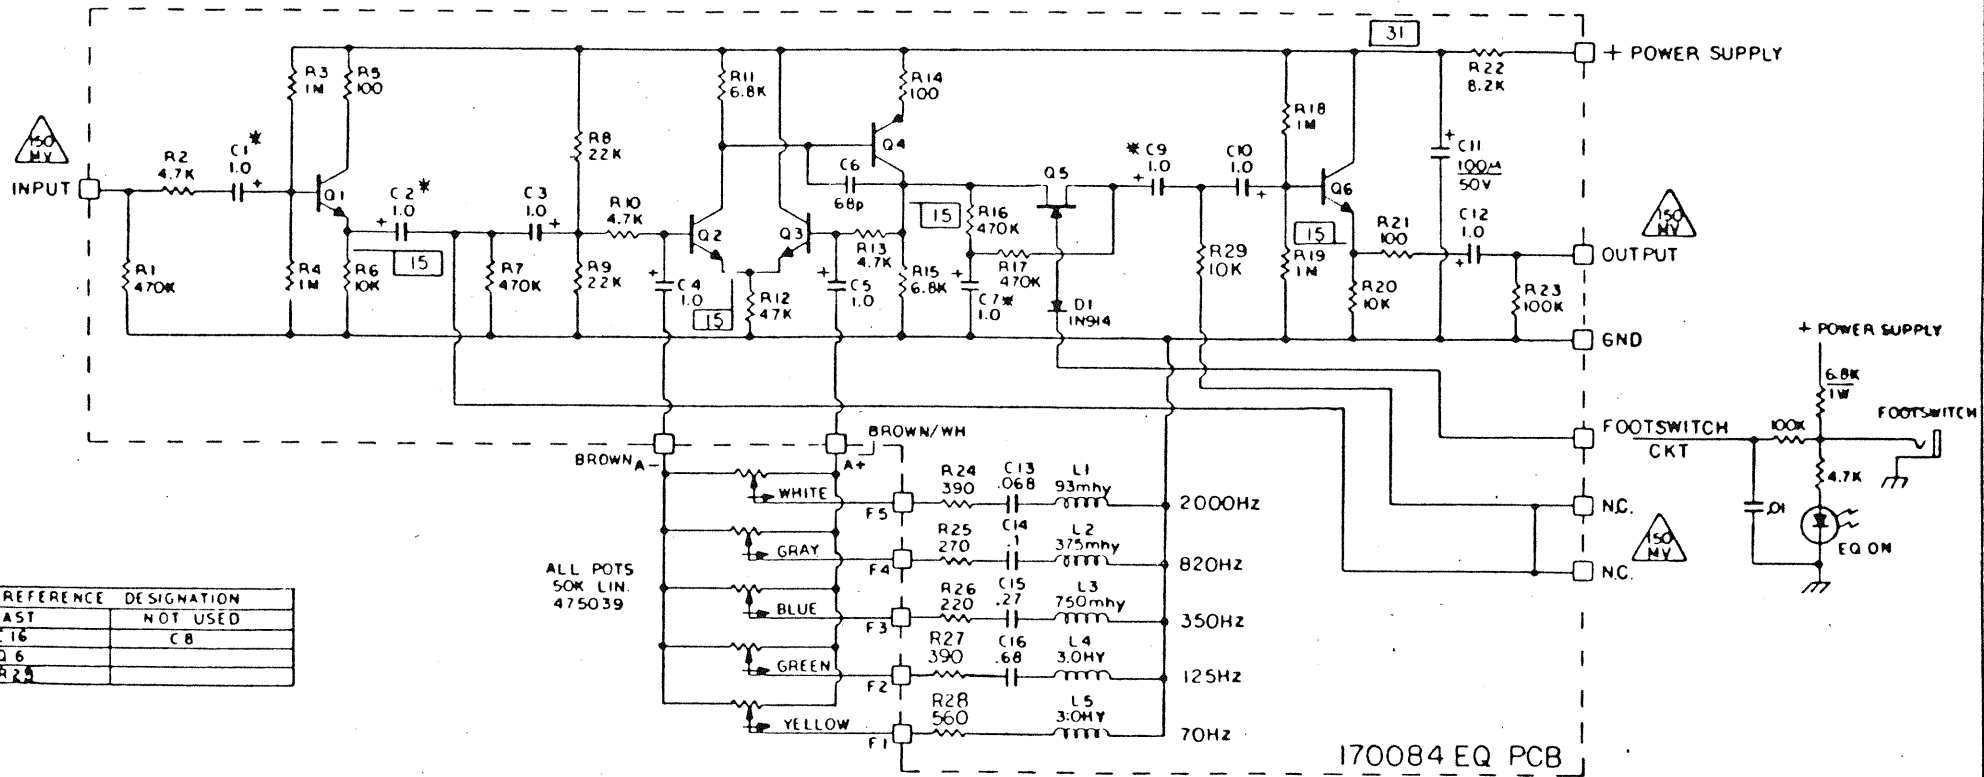 31
+ POWER SUPPLY
R22
8.2K
R3
1M
R5
100
R11
6.8K
R14
100
R18
1M
150
MV
R2
4.7K
C1*
1.0
R8
22K
Q4
C6
68p
* C9
1.0
C10
1.0
C11
100µ
50V
INPUT
Q1
C2*
1.0
C3
1.0
R10
4.7K
Q2
Q3
15
Q5
Q6
R16
470K
15
R21
100
C12
1.0
150
MV
OUTPUT
R1
470K
R4
1M
R6
10K
15
R7
470K
R9
22K
C4
1.0
15
R12
47K
C5
1.0
R13
4.7K
R15
6.8K
R17
470K
C7*
1.0
D1
1N914
R29
10K
R19
1M
R20
10K
R23
100K
GND
+ POWER SUPPLY
6.8K
1W
FOOTSWITCH
FOOTSWITCH
CKT
100K
4.7K
.01
EQ ON
BROWN A-
A+
BROWN/WH
WHITE
F5
R24
390
C13
.068
L1
93mhy
2000Hz
N.C.
GRAY
F4
R25
270
C14
.1
L2
375mhy
820Hz
N.C.
150
MV
ALL POTS
50K LIN.
475039
BLUE
F3
R26
220
C15
.27
L3
750mhy
350Hz
GREEN
F2
R27
390
C16
.68
L4
3.0HY
125Hz
YELLOW
F1
R28
560
L5
3.0HY
70Hz
REFERENCE DESIGNATION
AST NOT USED
C16 C8
Q6
170084 EQ PCB